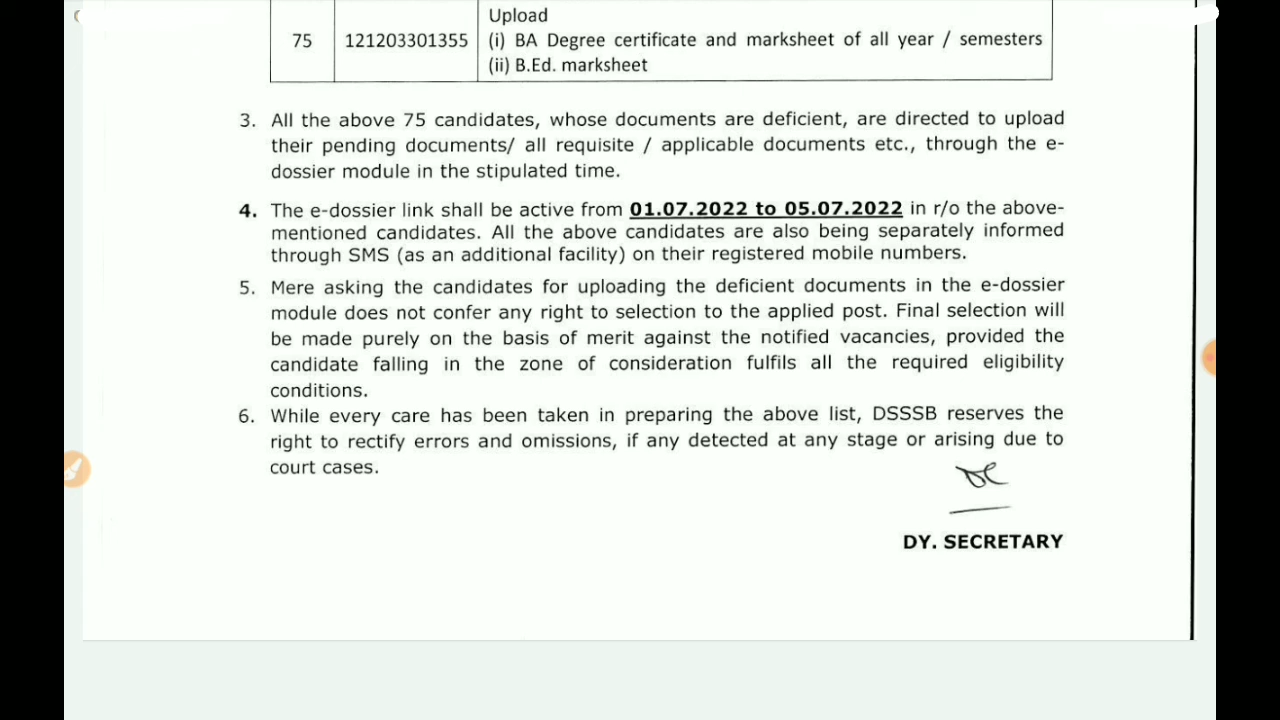 Upload
75 121203301355 (i) BA Degree certificate and marksheet of all year / semesters
(ii) B.Ed. marksheet
3. All the above 75 candidates, whose documents are deficient, are directed to upload
their pending documents/ all requisite / applicable documents etc., through the e-
dossier module in the stipulated time.
4. The e-dossier link shall be active from 01.07.2022 to 05.07.2022 in r/o the above-
mentioned candidates. All the above candidates are also being separately informed
through SMS (as an additional facility) on their registered mobile numbers.
5. Mere asking the candidates for uploading the deficient documents in the e-dossier
module does not confer any right to selection to the applied post. Final selection will
be made purely on the basis of merit against the notified vacancies, provided the
candidate falling in the zone of consideration fulfils all the required eligibility
conditions.
6. While every care has been taken in preparing the above list, DSSSB reserves the
right to rectify errors and omissions, if any detected at any stage or arising due to
court cases.
DY. SECRETARY